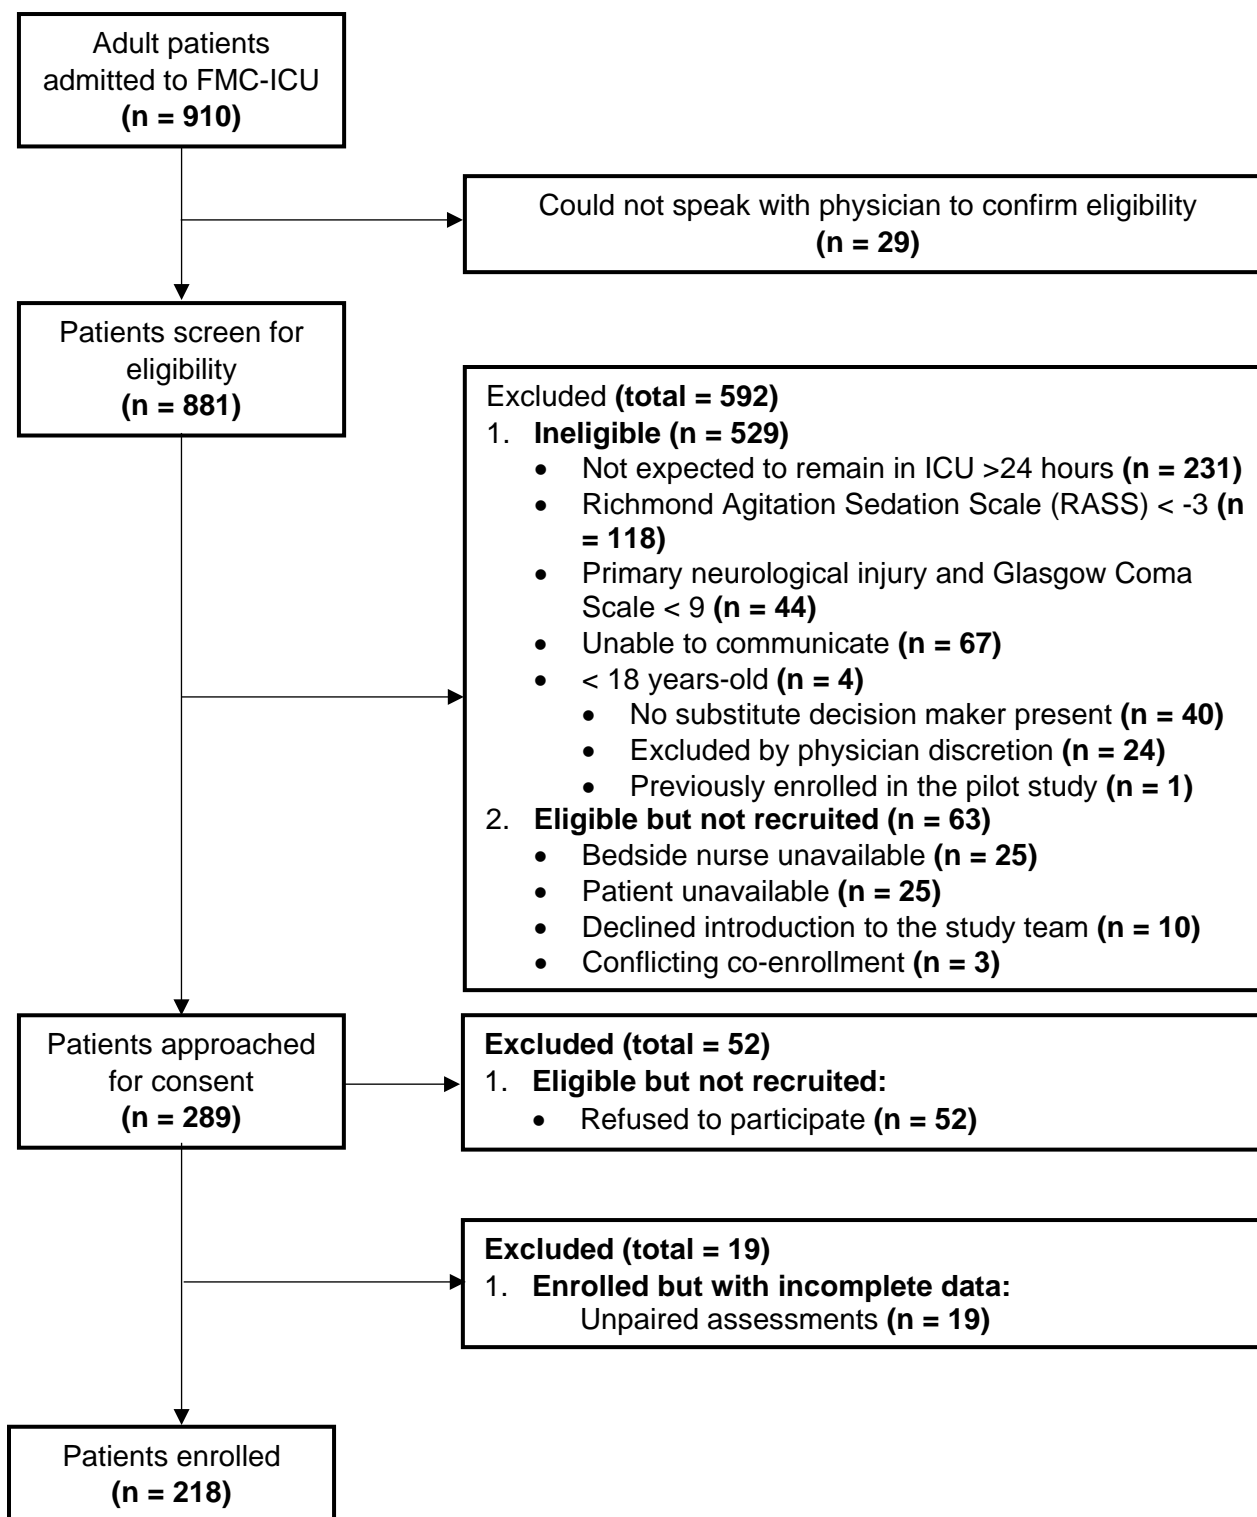 Adult patients
admitted to FMC-ICU
(n = 910)
Could not speak with physician to confirm eligibility
(n = 29)
Patients screen for
eligibility
(n = 881)
Excluded (total = 592)
1. Ineligible (n = 529)
• Not expected to remain in ICU >24 hours (n = 231)
• Richmond Agitation Sedation Scale (RASS) < -3 (n
= 118)
• Primary neurological injury and Glasgow Coma
Scale < 9 (n = 44)
• Unable to communicate (n = 67)
• < 18 years-old (n = 4)
• No substitute decision maker present (n = 40)
• Excluded by physician discretion (n = 24)
• Previously enrolled in the pilot study (n = 1)
2. Eligible but not recruited (n = 63)
• Bedside nurse unavailable (n = 25)
• Patient unavailable (n = 25)
• Declined introduction to the study team (n = 10)
• Conflicting co-enrollment (n = 3)
Patients approached
for consent
(n = 289)
Excluded (total = 52)
1. Eligible but not recruited:
• Refused to participate (n = 52)
Excluded (total = 19)
1. Enrolled but with incomplete data:
Unpaired assessments (n = 19)
Patients enrolled
(n = 218)